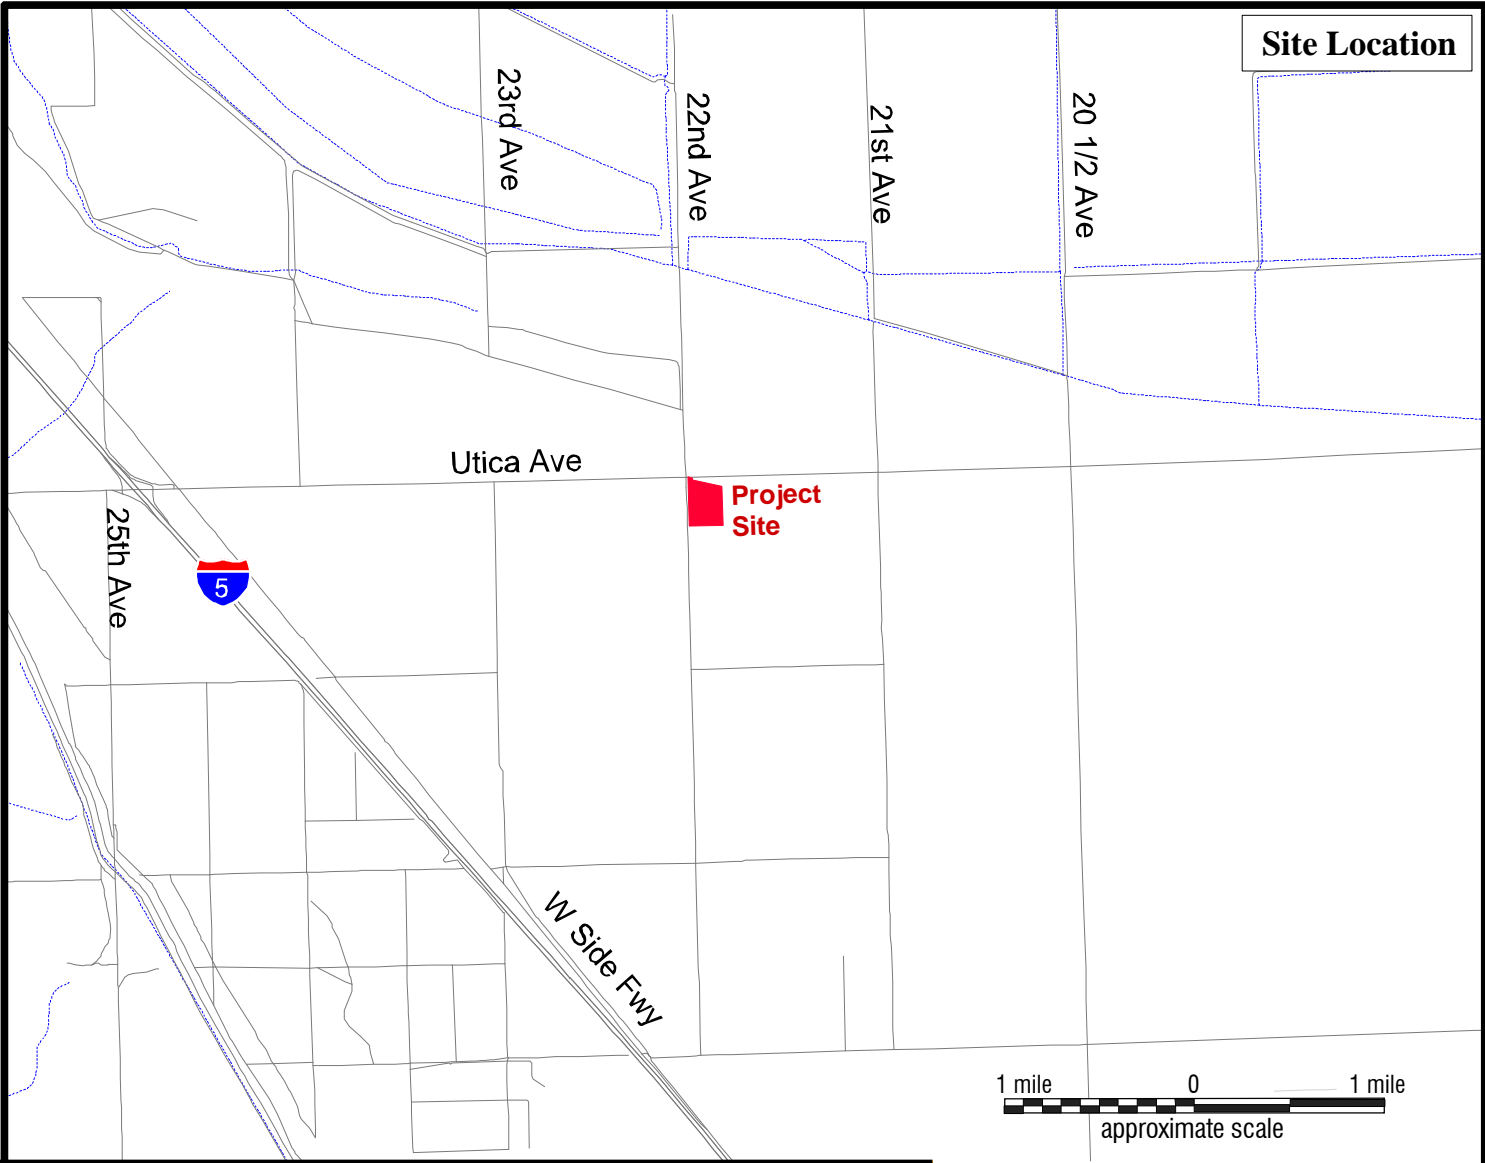 Site Location
23rd Ave
22nd Ave
21st Ave
20 1/2 Ave
Utica Ave
Project
Site
25th Ave
5
W Side Fwy
1 mile 0 1 mile
approximate scale